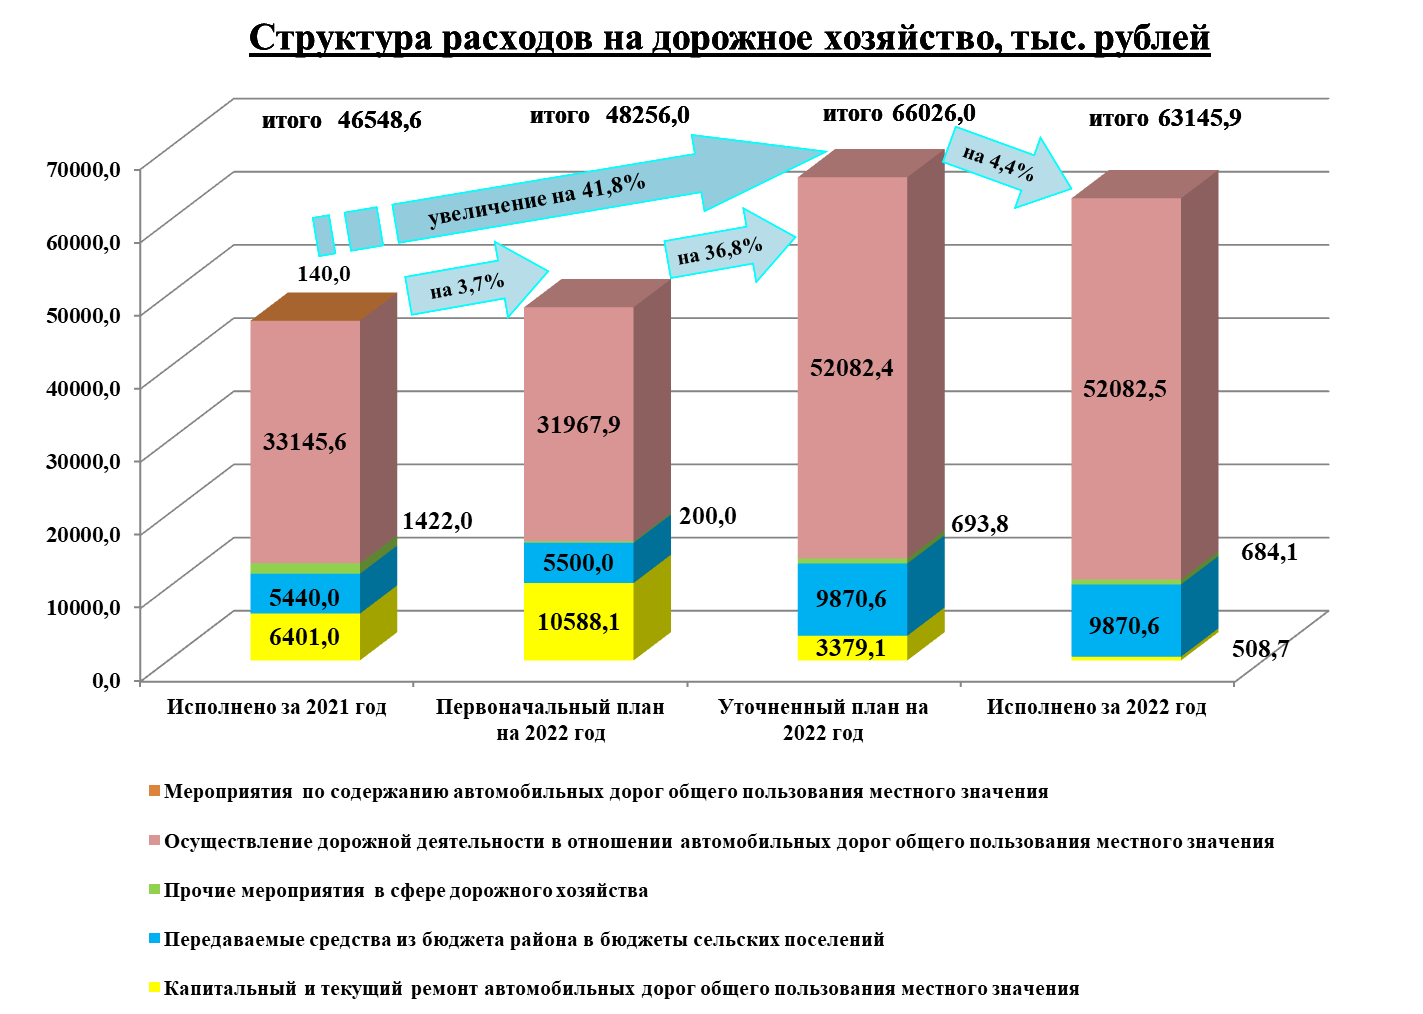 Структура расходов на дорожное хозяйство, тыс. рублей
итого 46548,6
итого 48256,0
итого 66026,0
итого 63145,9
увеличение на 41,8%
на 3,7%
на 36,8%
на 4,4%
70000,0
60000,0
50000,0
40000,0
30000,0
20000,0
10000,0
0,0
140,0
33145,6
1422,0
5440,0
6401,0
31967,9
200,0
5500,0
10588,1
52082,4
693,8
9870,6
3379,1
52082,5
684,1
9870,6
508,7
Исполнено за 2021 год
Первоначальный план
на 2022 год
Уточненный план на
2022 год
Исполнено за 2022 год
Мероприятия по содержанию автомобильных дорог общего пользования местного значения
Осуществление дорожной деятельности в отношении автомобильных дорог общего пользования местного значения
Прочие мероприятия в сфере дорожного хозяйства
Передаваемые средства из бюджета района в бюджеты сельских поселений
Капитальный и текущий ремонт автомобильных дорог общего пользования местного значения